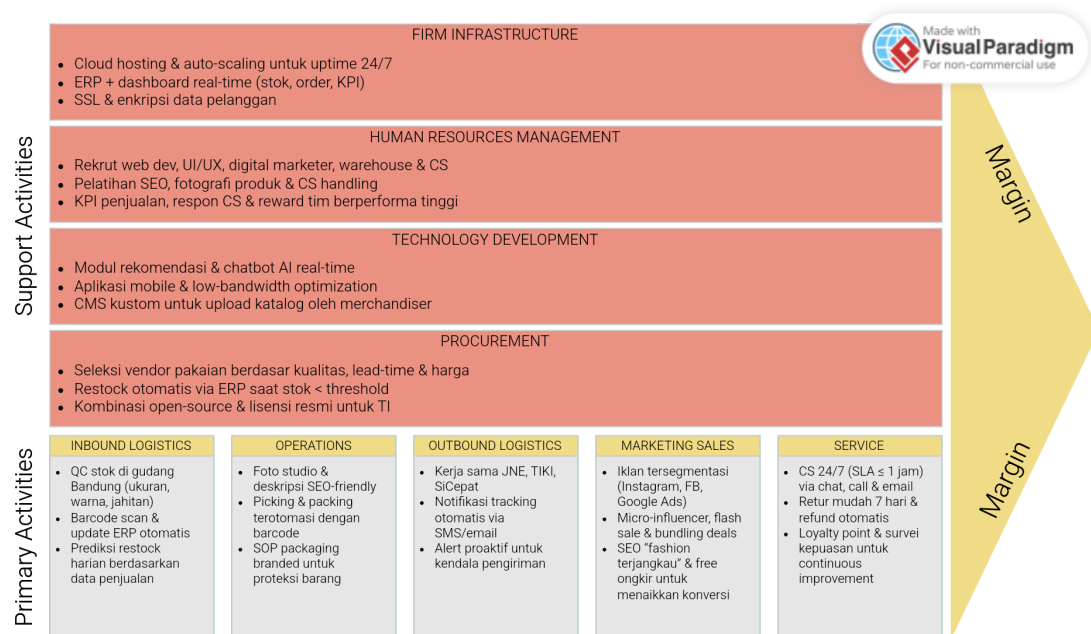 Made with
Visual Paradigm
For non-commercial use
FIRM INFRASTRUCTURE
• Cloud hosting & auto-scaling untuk uptime 24/7
• ERP + dashboard real-time (stok, order, KPI)
• SSL & enkripsi data pelanggan
HUMAN RESOURCES MANAGEMENT
• Rekrut web dev, UI/UX, digital marketer, warehouse & CS
• Pelatihan SEO, fotografi produk & CS handling
• KPI penjualan, respon CS & reward tim berperforma tinggi
TECHNOLOGY DEVELOPMENT
• Modul rekomendasi & chatbot AI real-time
• Aplikasi mobile & low-bandwidth optimization
• CMS kustom untuk upload katalog oleh merchandiser
PROCUREMENT
• Seleksi vendor pakaian berdasar kualitas, lead-time & harga
• Restock otomatis via ERP saat stok < threshold
• Kombinasi open-source & lisensi resmi untuk TI
Support Activities
Margin
INBOUND LOGISTICS
• QC stok di gudang
Bandung (ukuran,
warna, jahitan)
• Barcode scan &
update ERP otomatis
• Prediksi restock
harian berdasarkan
data penjualan
OPERATIONS
• Foto studio &
deskripsi SEO-friendly
• Picking & packing
terotomasi dengan
barcode
• SOP packaging
branded untuk
proteksi barang
OUTBOUND LOGISTICS
• Kerja sama JNE, TIKI,
SiCepat
• Notifikasi tracking
otomatis via
SMS/email
• Alert proaktif untuk
kendala pengiriman
MARKETING SALES
• Iklan tersegmentasi
(Instagram, FB,
Google Ads)
• Micro-influencer, flash
sale & bundling deals
• SEO “fashion
terjangkau” & free
ongkir untuk
menaikkan konversi
SERVICE
• CS 24/7 (SLA ≤ 1 jam)
via chat, call & email
• Retur mudah 7 hari &
refund otomatis
• Loyalty point & survei
kepuasan untuk
continuous
improvement
Primary Activities
Margin